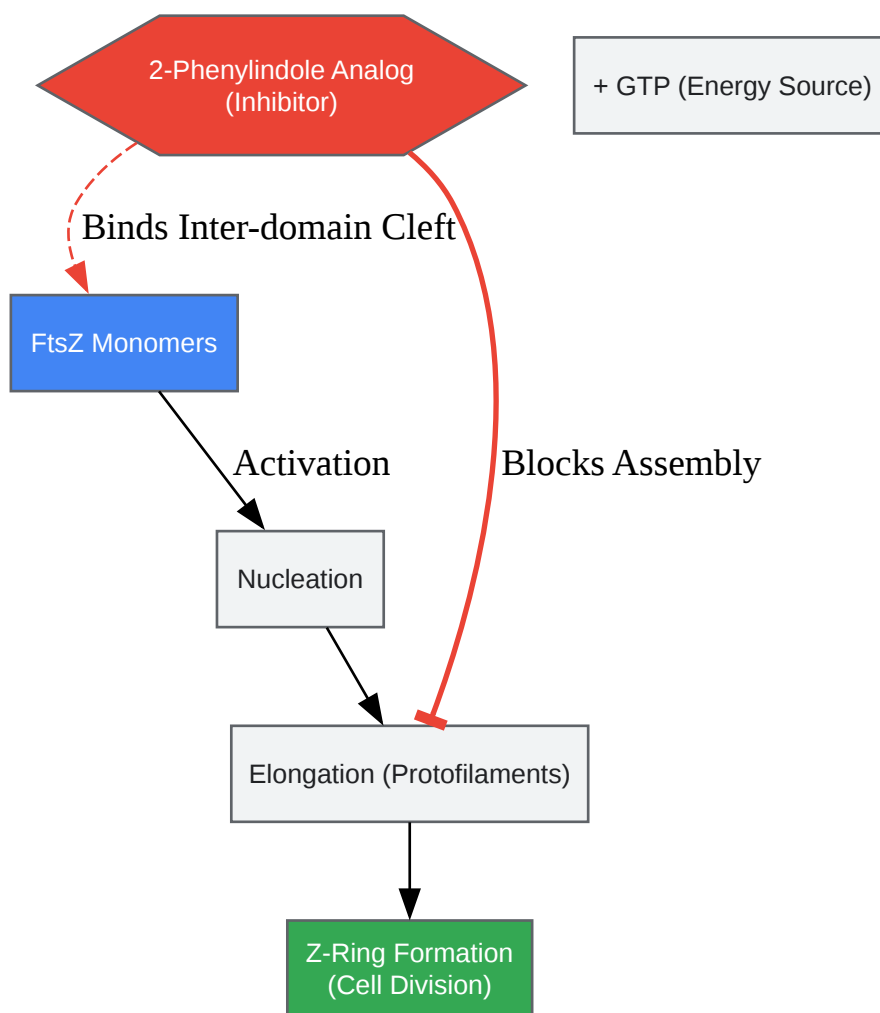 2-Phenylindole Analog
(Inhibitor)
+ GTP (Energy Source)
Binds Inter-domain Cleft
FtsZ Monomers
Activation
Blocks Assembly
Nucleation
Elongation (Protofilaments)
Z-Ring Formation
(Cell Division)